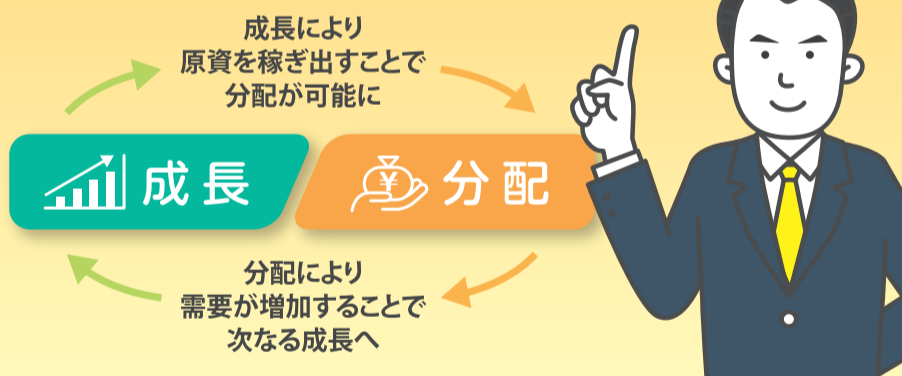 成長により
原資を稼ぎ出すことで
分配が可能に
成長
¥
分配
分配により
需要が増加することで
次なる成長へ